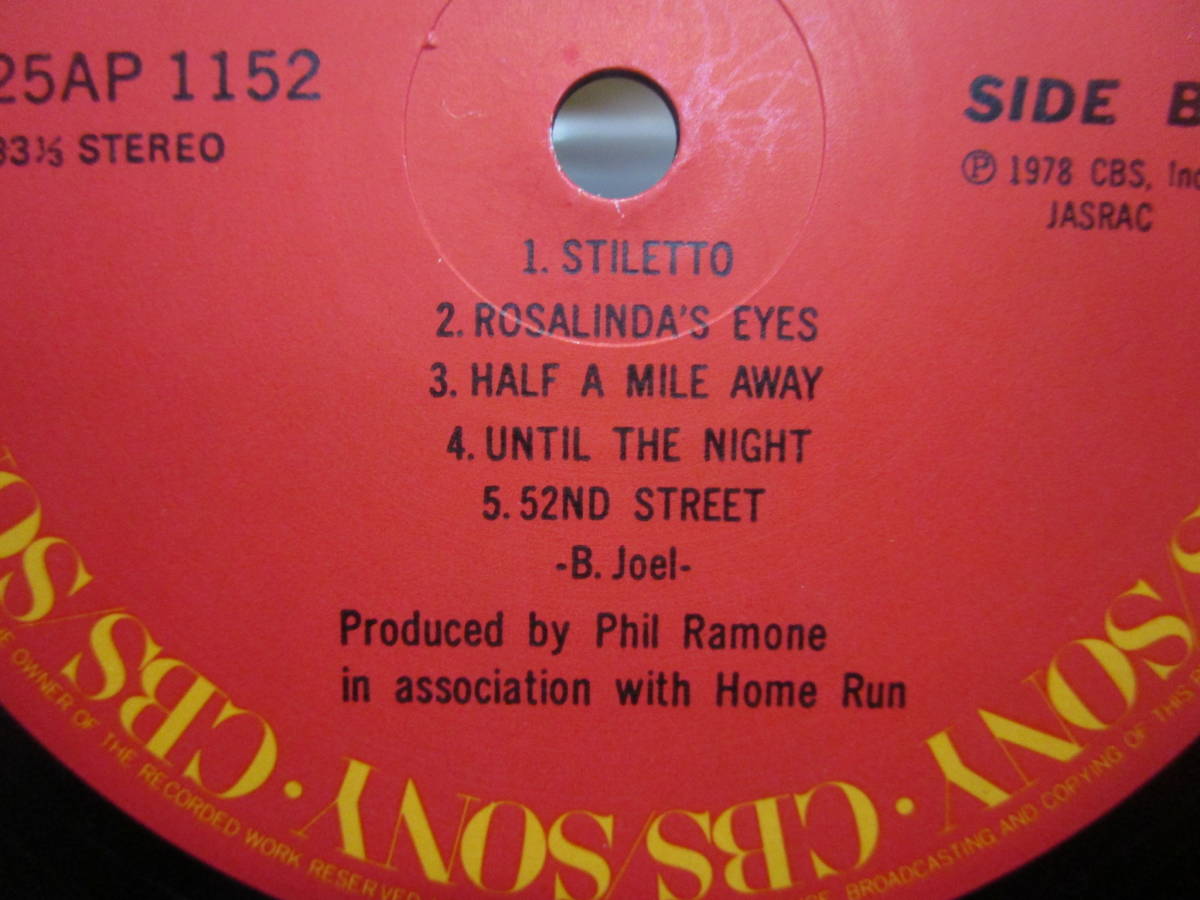 25AP 1152
33⅓ STEREO
SIDE B
Ⓟ 1978 CBS, Inc
JASRAC
1. STILETTO
2. ROSALINDA'S EYES
3. HALF A MILE AWAY
4. UNTIL THE NIGHT
5. 52ND STREET
-B. Joel-
Produced by Phil Ramone
in association with Home Run
CBS/SONY · CBS/SONY · CBS/SONY
OWNER OF THE RECORDED WORK RESERVED
BROADCASTING AND COPYING OF THIS